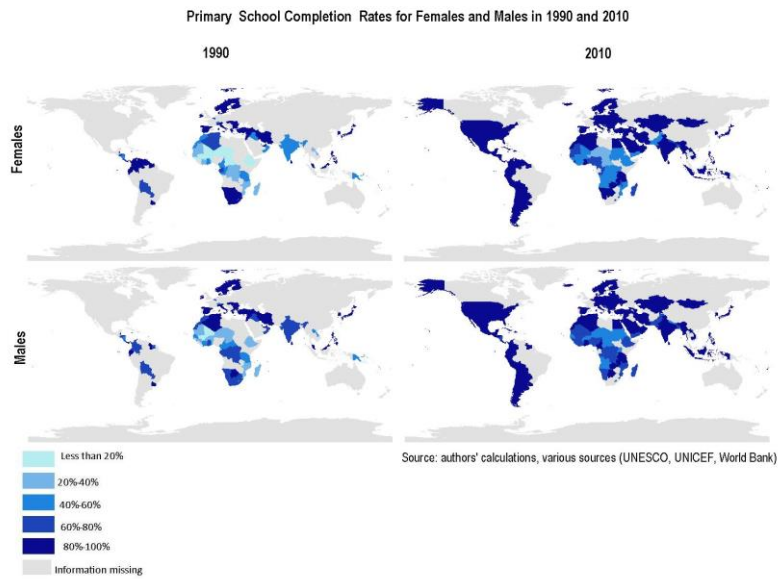 Primary School Completion Rates for Females and Males in 1990 and 2010
1990
2010
Females
Males
Less than 20%
20%-40%
40%-60%
60%-80%
80%-100%
Information missing
Source: authors' calculations, various sources (UNESCO, UNICEF, World Bank)